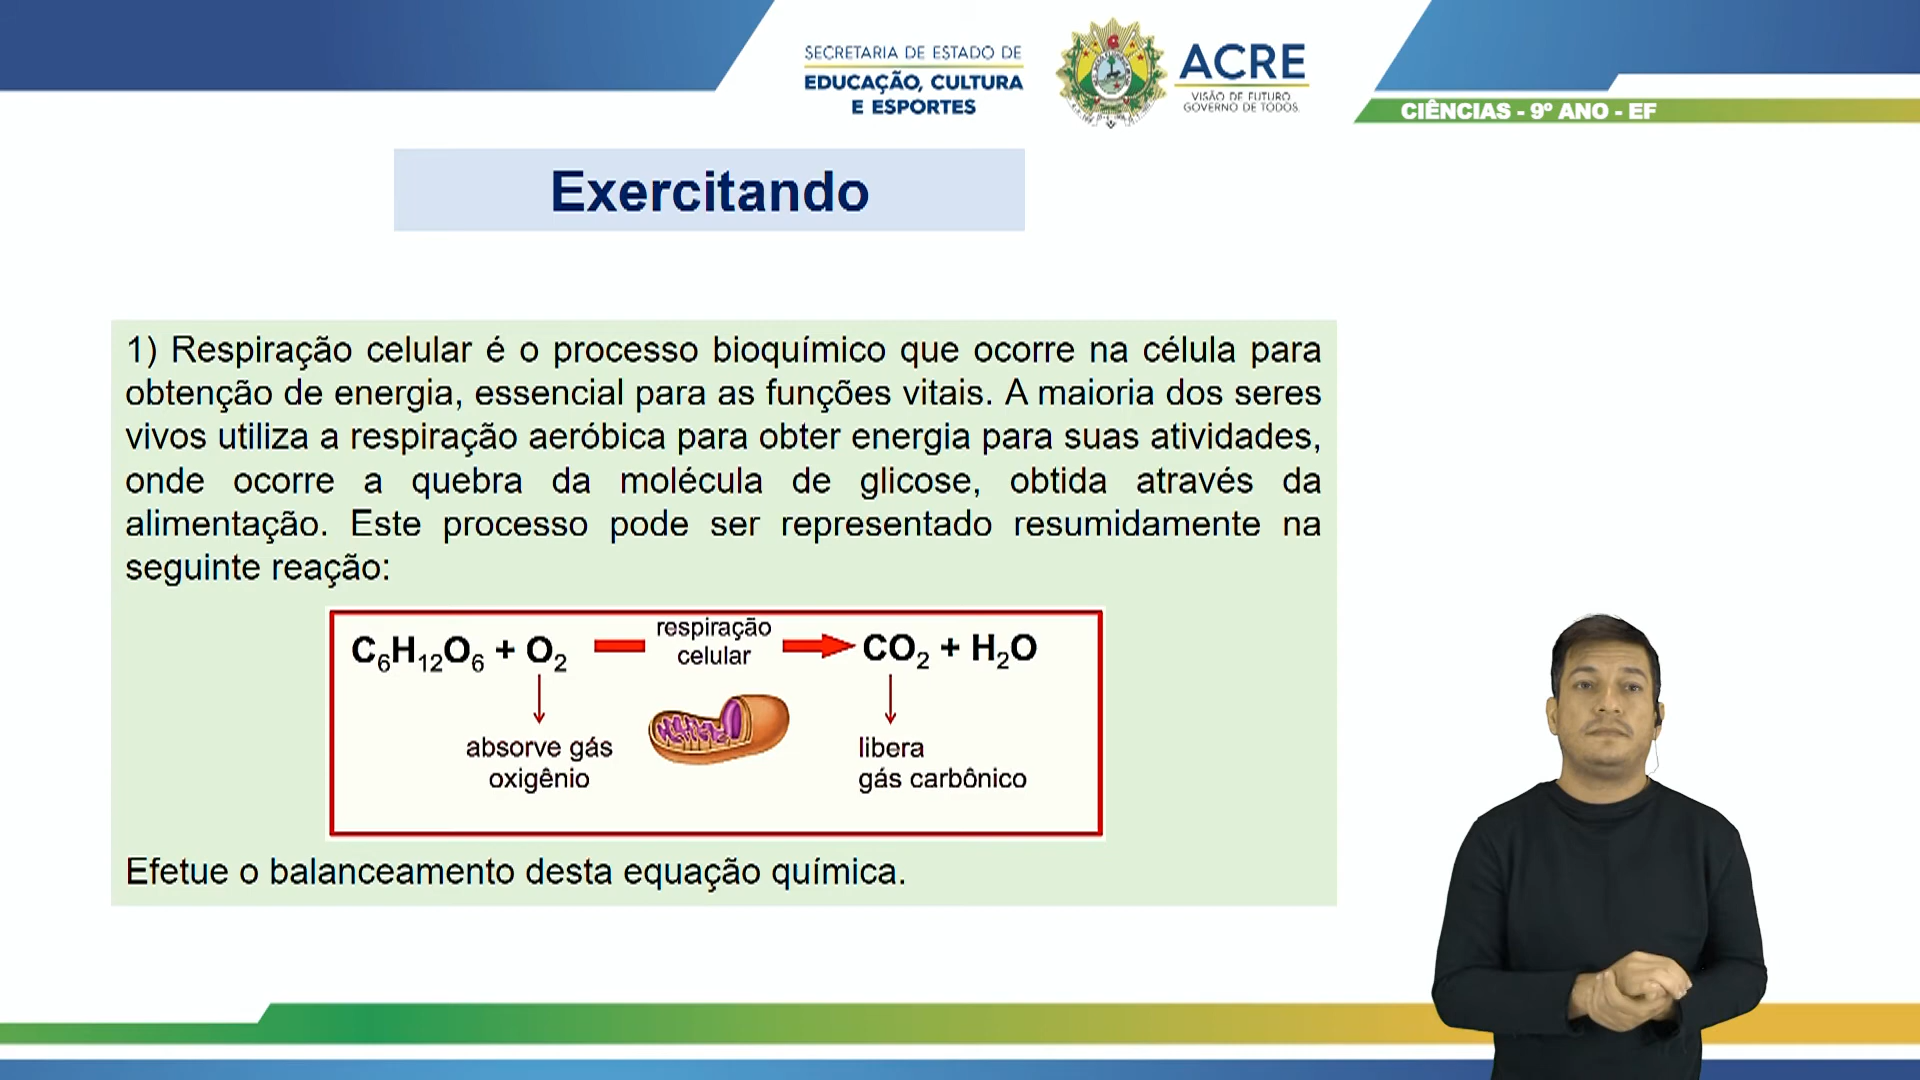 SECRETARIA DE ESTADO DE
EDUCAÇÃO, CULTURA
E ESPORTES
ACRE
VISÃO DE FUTURO
GOVERNO DE TODOS.
CIÊNCIAS - 9º ANO - EF
Exercitando
1) Respiração celular é o processo bioquímico que ocorre na célula para
obtenção de energia, essencial para as funções vitais. A maioria dos seres
vivos utiliza a respiração aeróbica para obter energia para suas atividades,
onde ocorre a quebra da molécula de glicose, obtida através da
alimentação. Este processo pode ser representado resumidamente na
seguinte reação:
C₆H₁₂O₆ + O₂
respiração
celular
CO₂ + H₂O
absorve gás
oxigênio
libera
gás carbônico
Efetue o balanceamento desta equação química.